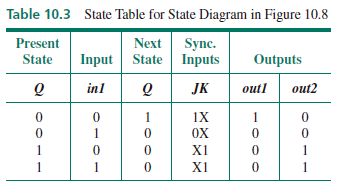 Table 10.3 State Table for State Diagram in Figure 10.8
Present State Input Next State Sync. Inputs Outputs
Q in1 Q JK out1 out2
0 0 1 1X 1 0
0 1 0 0X 0 0
1 0 0 X1 0 1
1 1 0 X1 0 1